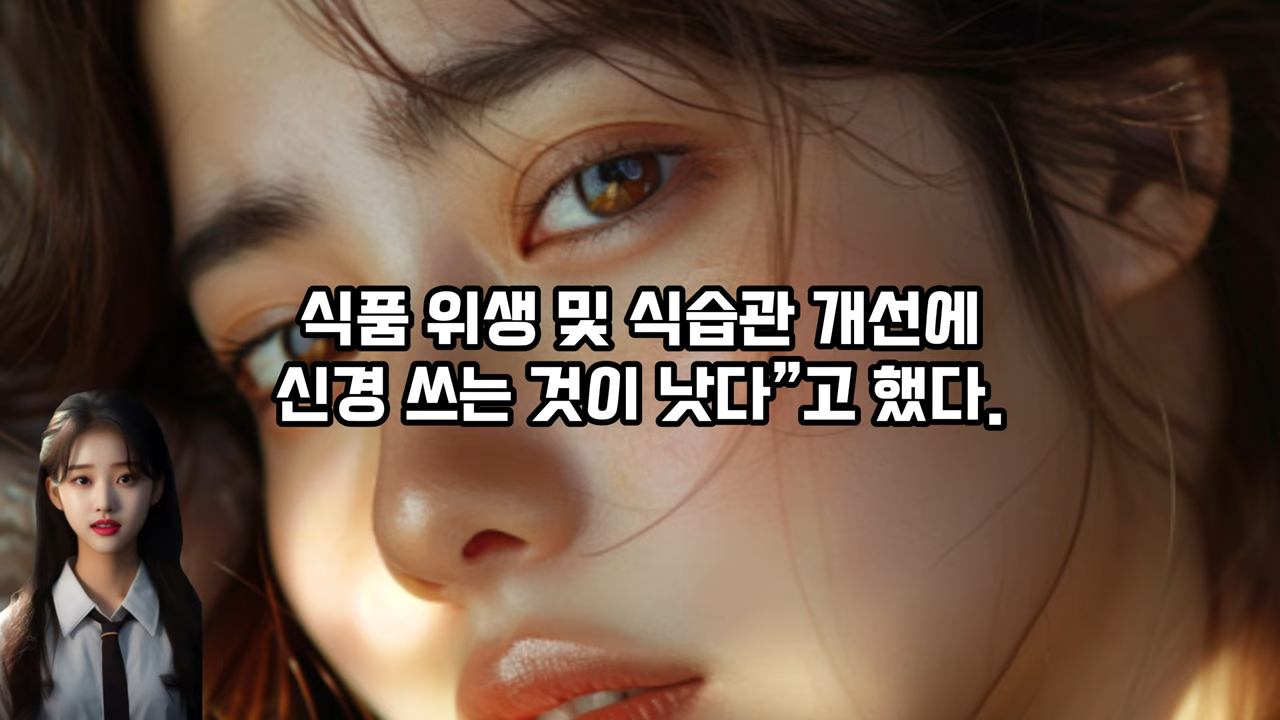 식품 위생 및 식습관 개선에
신경 쓰는 것이 낫다”고 했다.